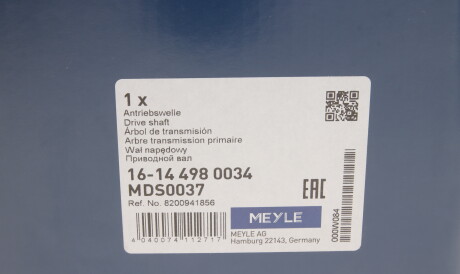 1 x
Antriebswelle
Drive shaft
Árbol de transmisión
Arbre transmission primaire
Wał napędowy
Приводной вал
16-14 498 0034
MDS0037
Ref. No. 8200941856
EAC
MEYLE
4 040074 112717
MEYLE AG
Hamburg 22143, Germany
000W084